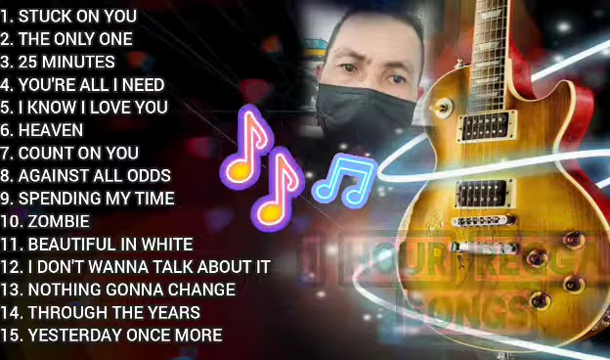 1. STUCK ON YOU
2. THE ONLY ONE
3. 25 MINUTES
4. YOU'RE ALL I NEED
5. I KNOW I LOVE YOU
6. HEAVEN
7. COUNT ON YOU
8. AGAINST ALL ODDS
9. SPENDING MY TIME
10. ZOMBIE
11. BEAUTIFUL IN WHITE
12. I DON'T WANNA TALK ABOUT IT
13. NOTHING GONNA CHANGE
14. THROUGH THE YEARS
15. YESTERDAY ONCE MORE
1 HOUR REGGA
SONGS